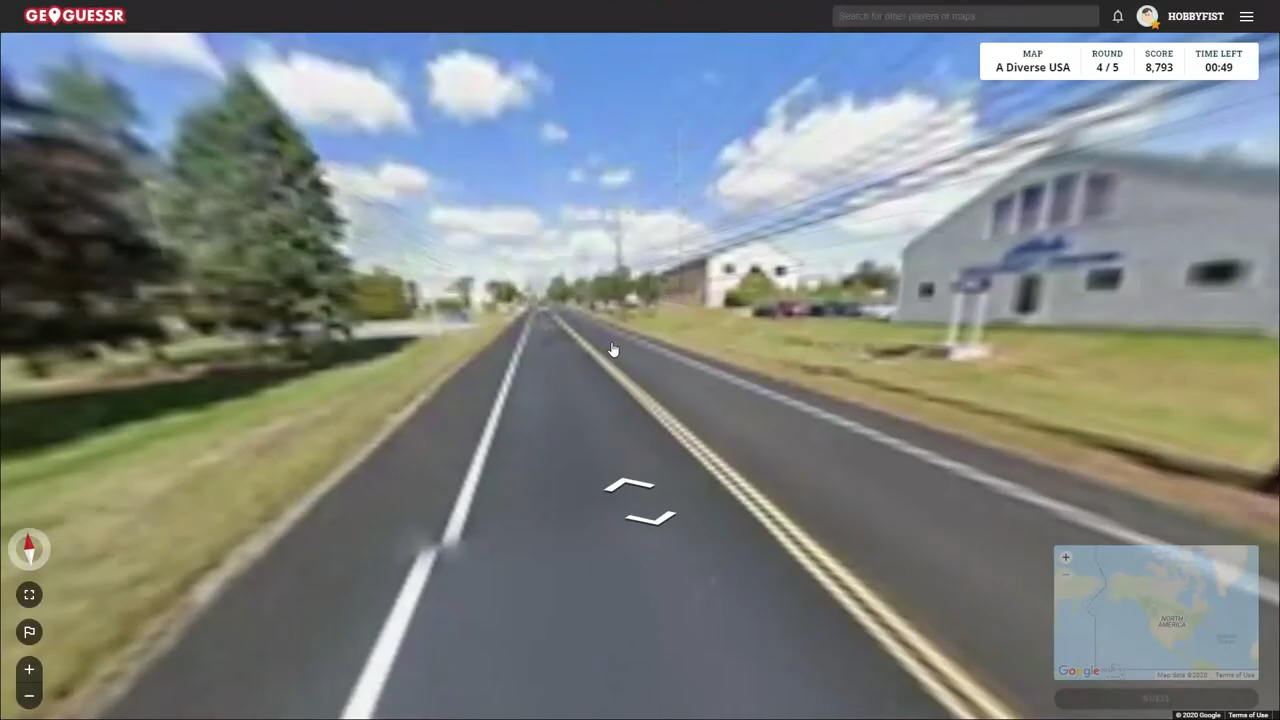 GEOGUESSR
Search for other players or maps
HOBBYFIST
MAP
A Diverse USA
ROUND
4 / 5
SCORE
8,793
TIME LEFT
00:49
NORTH
AMERICA
Google
Map data ©2020
Terms of Use
GUESS
© 2020 Google
Terms of Use